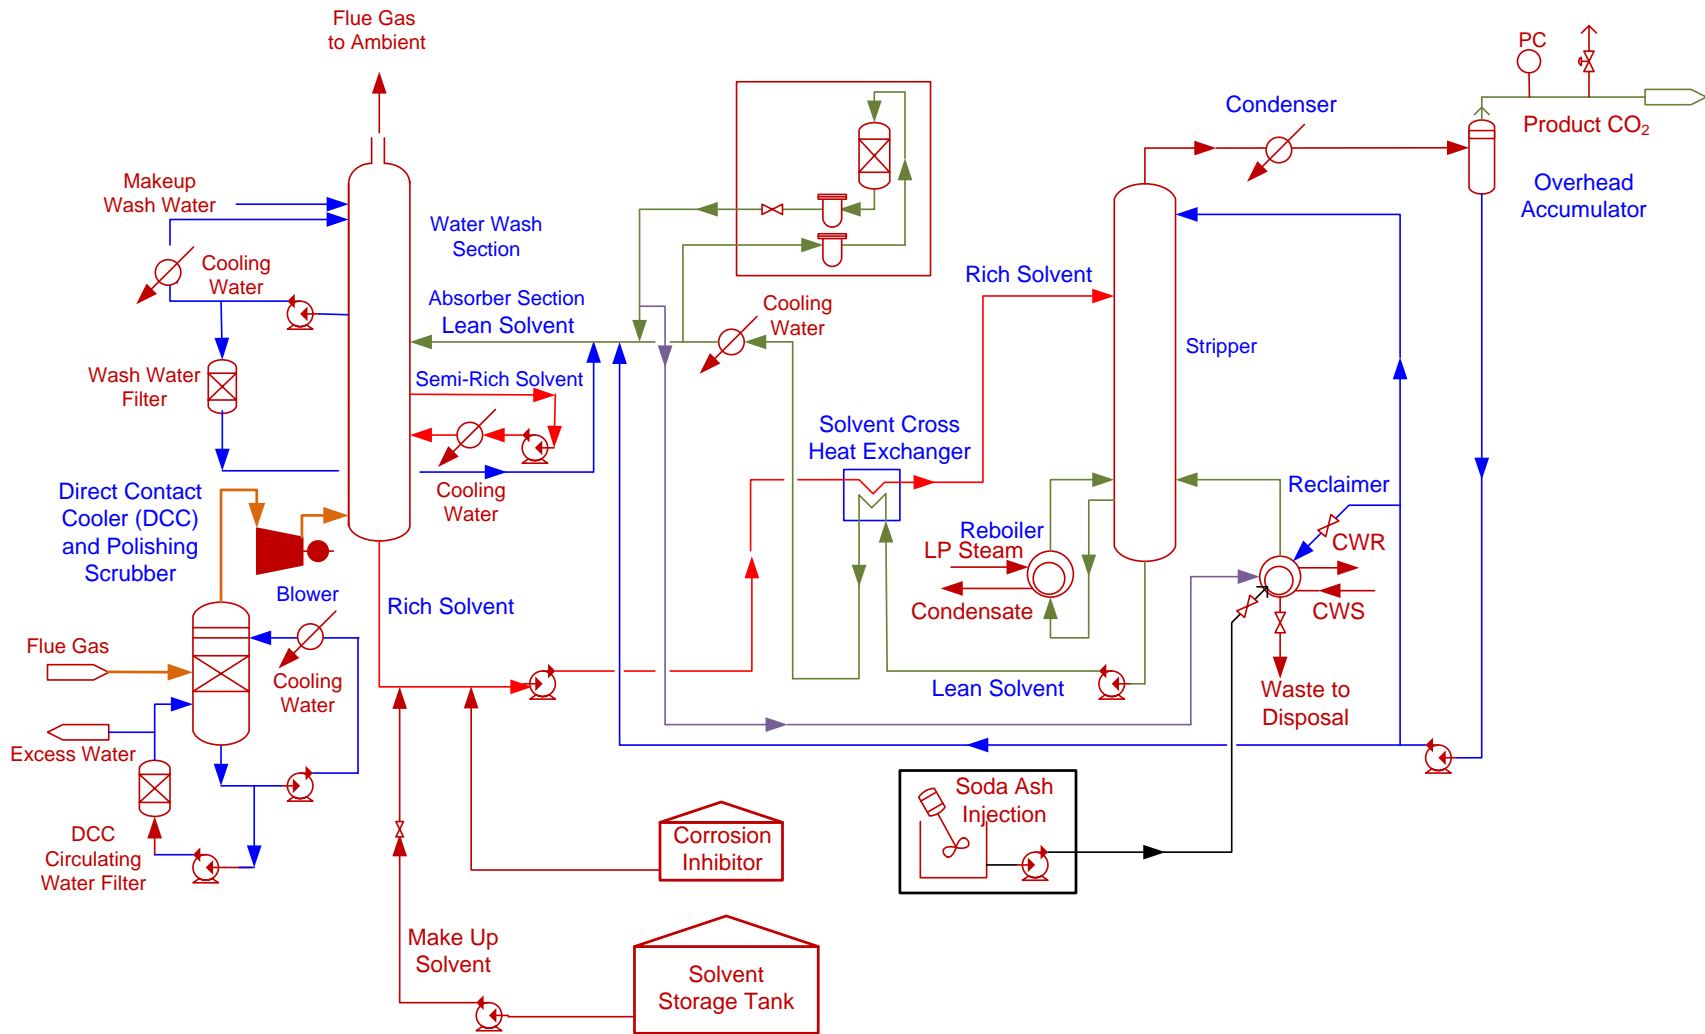 Flue Gas
to Ambient
PC
Condenser
Product CO₂
Makeup
Wash Water
Overhead
Accumulator
Water Wash
Section
Cooling
Water
Rich Solvent
Absorber Section
Lean Solvent
Cooling
Water
Stripper
Wash Water
Filter
Semi-Rich Solvent
Solvent Cross
Heat Exchanger
Direct Contact
Cooler (DCC)
and Polishing
Scrubber
Cooling
Water
Reclaimer
Reboiler
LP Steam
CWR
Blower
Rich Solvent
Condensate
CWS
Flue Gas
Cooling
Water
Lean Solvent
Waste to
Disposal
Excess Water
Soda Ash
Injection
DCC
Circulating
Water Filter
Corrosion
Inhibitor
Make Up
Solvent
Solvent
Storage Tank